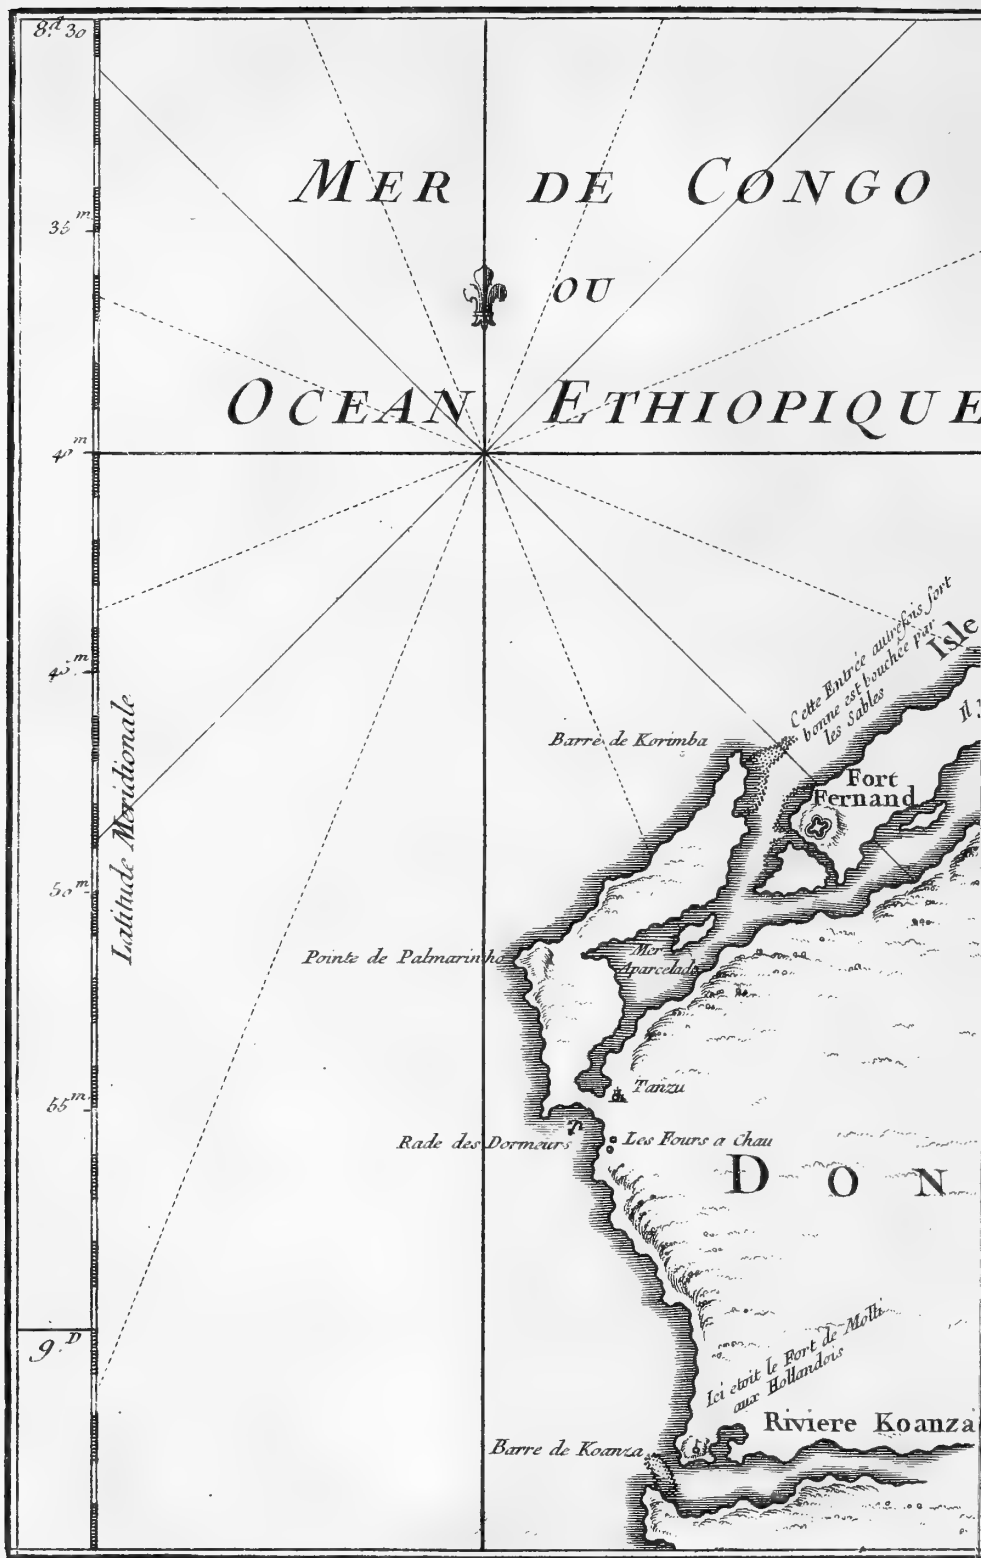 8.d 30
MER DE CONGO
35 m
OU
OCEAN ETHIOPIQUE
40 m
Cette Entrée autrefois fort
bonne est bouchée par
les Sables
Isle
45 m
Il y
Barre de Korimba
Fort
Fernand
Latitude Meridionale
50 m
Pointe de Palmarinho
Mer
Aparcelade
Tanzu
55 m
Rade des Dormeurs
Les Fours a Chau
DON
9.D
Ici etoit le Fort de Molli
aux Hollandois
Riviere Koanza
Barre de Koanza